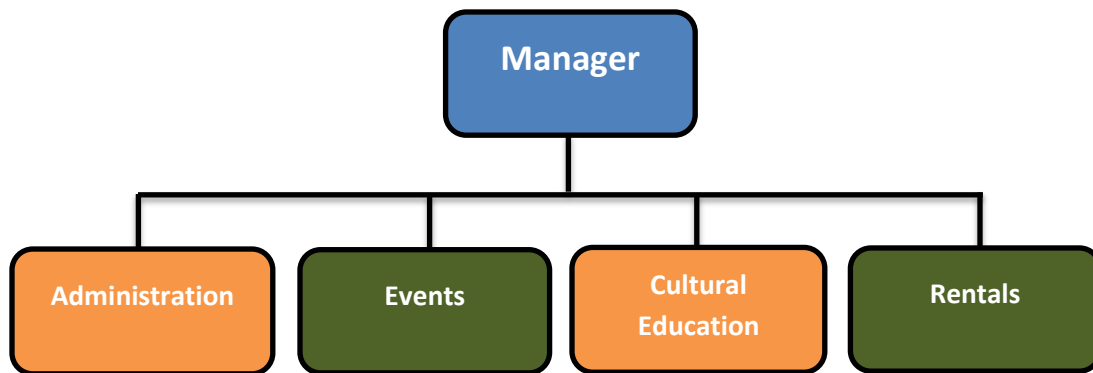 Manager
Administration
Events
Cultural
Education
Rentals